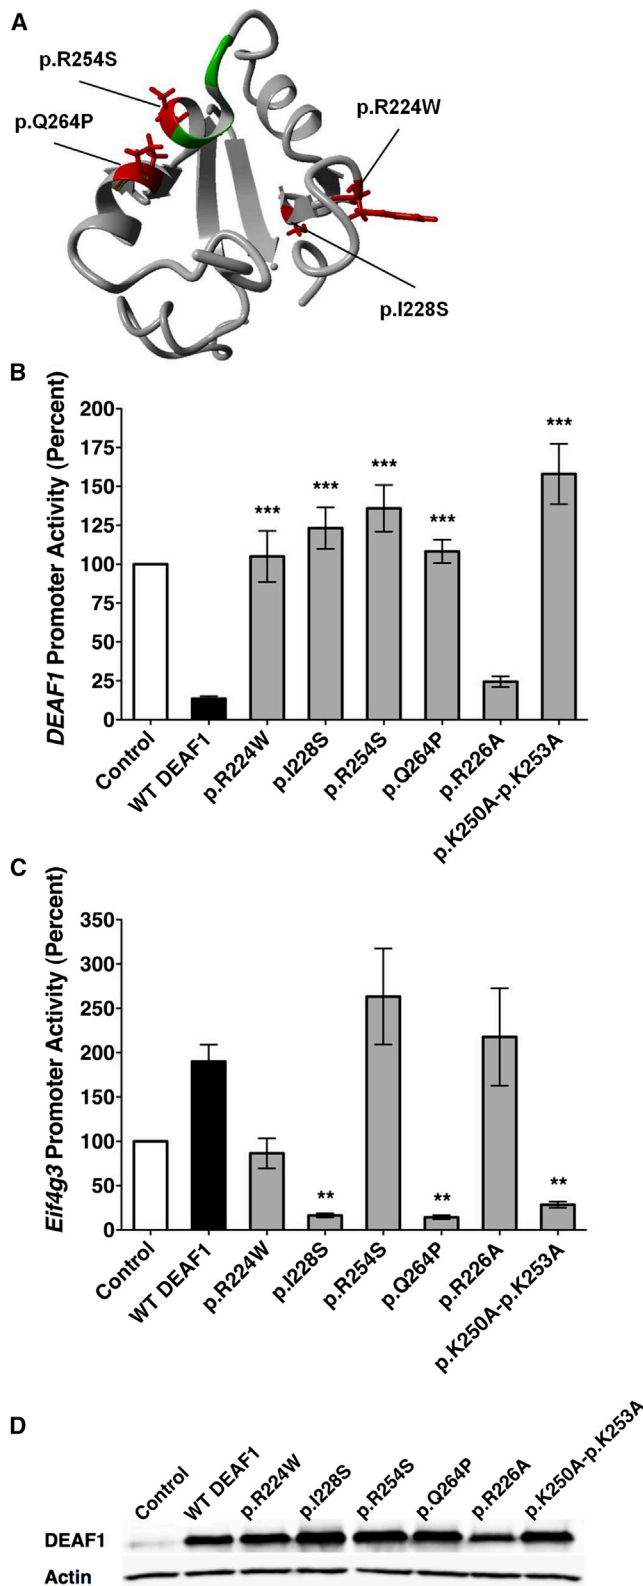 A
p.R254S
p.Q264P
p.R224W
p.I228S
B
DEAF1 Promoter Activity (Percent)
200
175
150
125
100
75
50
25
0
***
***
***
***
***
Control
WT DEAF1
p.R224W
p.I228S
p.R254S
p.Q264P
p.R226A
p.K250A-p.K253A
C
Eif4g3 Promoter Activity (Percent)
350
300
250
200
150
100
50
0
**
**
**
Control
WT DEAF1
p.R224W
p.I228S
p.R254S
p.Q264P
p.R226A
p.K250A-p.K253A
D
Control
WT DEAF1
p.R224W
p.I228S
p.R254S
p.Q264P
p.R226A
p.K250A-p.K253A
DEAF1
Actin